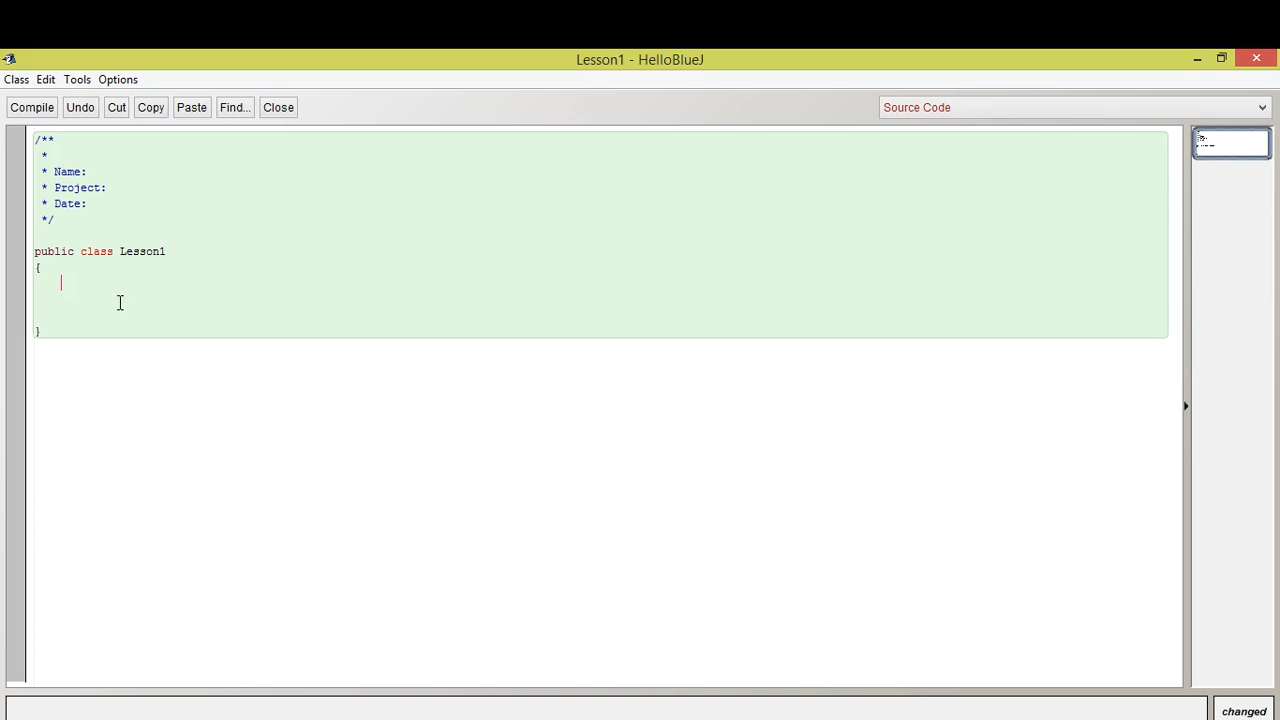 Lesson1 - HelloBlueJ
Class Edit Tools Options
Compile Undo Cut Copy Paste Find... Close Source Code
/**
*
* Name:
* Project:
* Date:
*/
public class Lesson1
{
}
changed